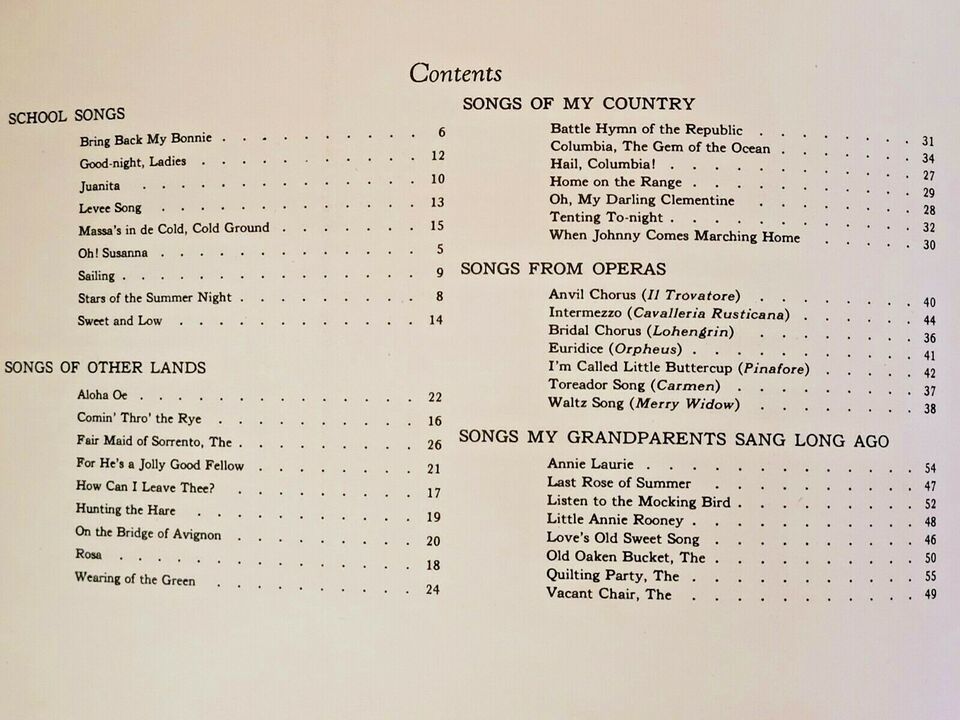 Contents
SCHOOL SONGS
Bring Back My Bonnie . . . . . . . . . 6
Good-night, Ladies . . . . . . . . . 12
Juanita . . . . . . . . . . . 10
Levee Song . . . . . . . . . . 13
Massa's in de Cold, Cold Ground . . . . . . 15
Oh! Susanna . . . . . . . . . . 5
Sailing . . . . . . . . . . . . 9
Stars of the Summer Night . . . . . . . 8
Sweet and Low . . . . . . . . . 14
SONGS OF OTHER LANDS
Aloha Oe . . . . . . . . . . . 22
Comin' Thro' the Rye . . . . . . . . 16
Fair Maid of Sorrento, The . . . . . . . 26
For He's a Jolly Good Fellow . . . . . . 21
How Can I Leave Thee? . . . . . . . 17
Hunting the Hare . . . . . . . . . 19
On the Bridge of Avignon . . . . . . . 20
Rosa . . . . . . . . . . . . 18
Wearing of the Green . . . . . . . . 24
SONGS OF MY COUNTRY
Battle Hymn of the Republic . . . . . . . 31
Columbia, The Gem of the Ocean . . . . . . 34
Hail, Columbia! . . . . . . . . . . 27
Home on the Range . . . . . . . . . 29
Oh, My Darling Clementine . . . . . . . 28
Tenting To-night . . . . . . . . . . 32
When Johnny Comes Marching Home . . . . . 30
SONGS FROM OPERAS
Anvil Chorus (Il Trovatore) . . . . . . . 40
Intermezzo (Cavalleria Rusticana) . . . . . 44
Bridal Chorus (Lohengrin) . . . . . . . 36
Euridice (Orpheus) . . . . . . . . . 41
I'm Called Little Buttercup (Pinafore) . . . . . 42
Toreador Song (Carmen) . . . . . . . . 37
Waltz Song (Merry Widow) . . . . . . . 38
SONGS MY GRANDPARENTS SANG LONG AGO
Annie Laurie . . . . . . . . . . . 54
Last Rose of Summer . . . . . . . . . 47
Listen to the Mocking Bird . . . . . . . . 52
Little Annie Rooney . . . . . . . . . . 48
Love's Old Sweet Song . . . . . . . . . 46
Old Oaken Bucket, The . . . . . . . . . 50
Quilting Party, The . . . . . . . . . . 55
Vacant Chair, The . . . . . . . . . . 49